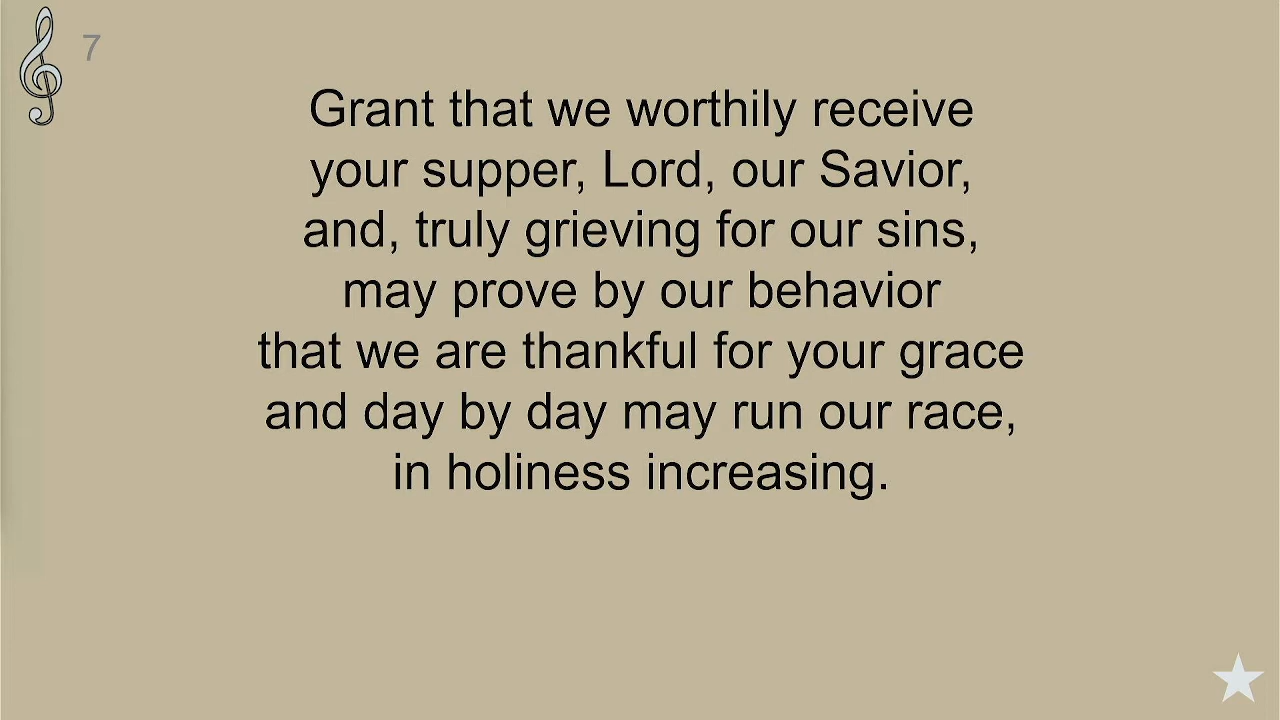 7
Grant that we worthily receive
your supper, Lord, our Savior,
and, truly grieving for our sins,
may prove by our behavior
that we are thankful for your grace
and day by day may run our race,
in holiness increasing.